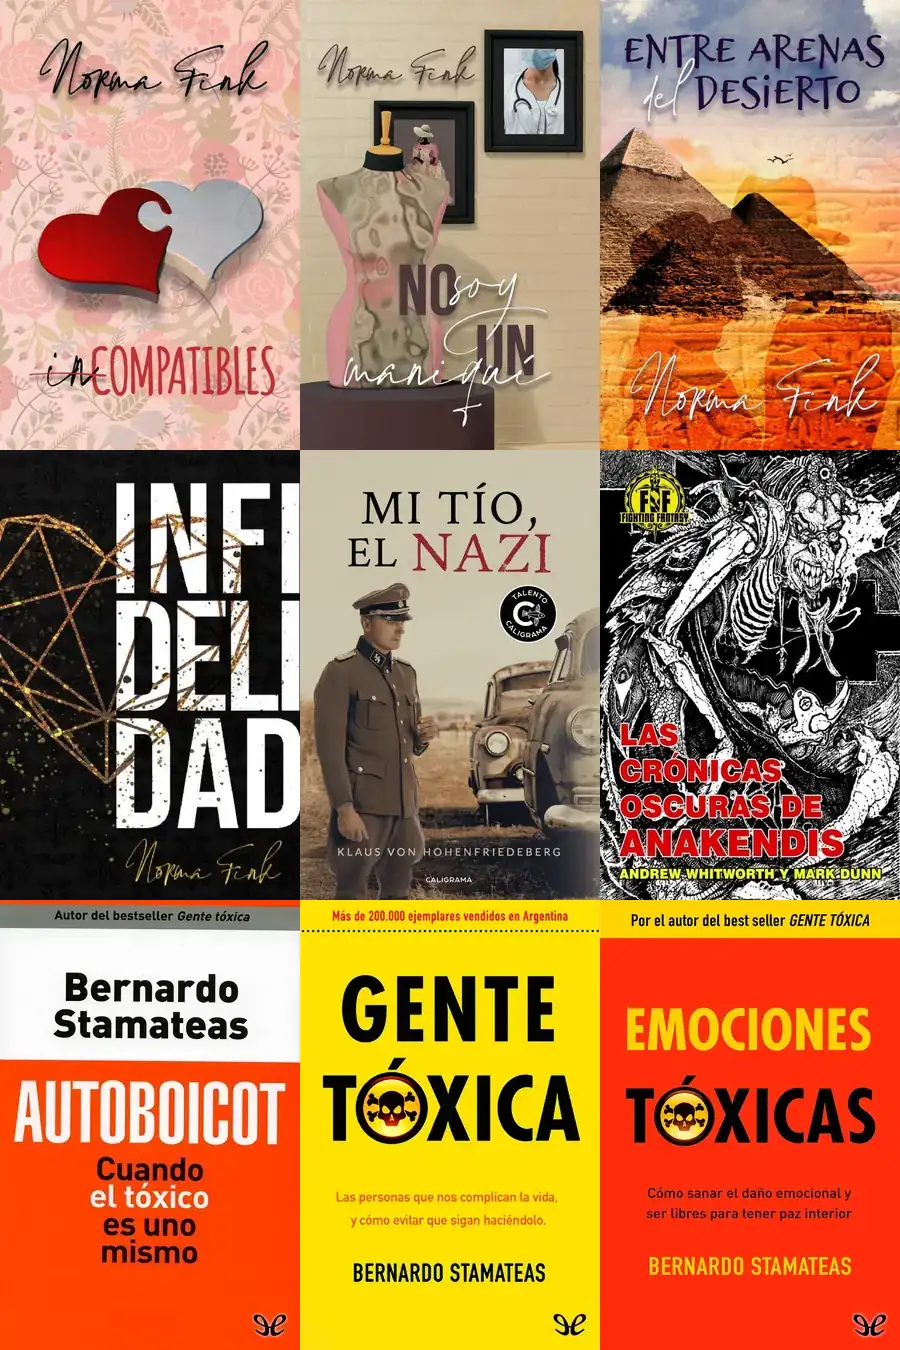 Norma Fink
inCOMPATIBLES
Norma Fink
NO soy
UN
maniquí
ENTRE ARENAS
del DESIERTO
Norma Fink
INFI
DELI
DAD
Norma Fink
MI TÍO,
EL NAZI
TALENTO
CALIGRAMA
KLAUS VON HOHENFRIEDEBERG
CALIGRAMA
FF
FIGHTING FANTASY
LAS
CRÓNICAS
OSCURAS DE
ANAKENDIS
ANDREW WHITWORTH Y MARK DUNN
Autor del bestseller Gente tóxica
Bernardo
Stamateas
AUTOBOICOT
Cuando
el tóxico
es uno
mismo
Más de 200.000 ejemplares vendidos en Argentina
GENTE
TÓXICA
Las personas que nos complican la vida,
y cómo evitar que sigan haciéndolo.
BERNARDO STAMATEAS
Por el autor del best seller GENTE TÓXICA
EMOCIONES
TÓXICAS
Cómo sanar el daño emocional y
ser libres para tener paz interior
BERNARDO STAMATEAS